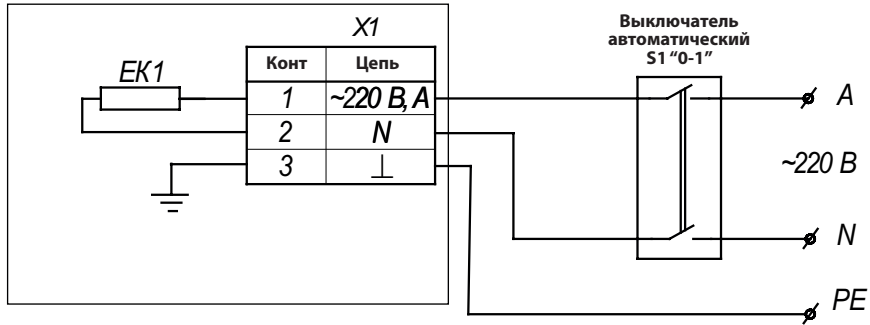 X1
Выключатель
автоматический
S1 “0-1”
Конт Цепь
EK1
1 ~220 В, А
2 N
3 ⊥
A
~220 В
N
PE